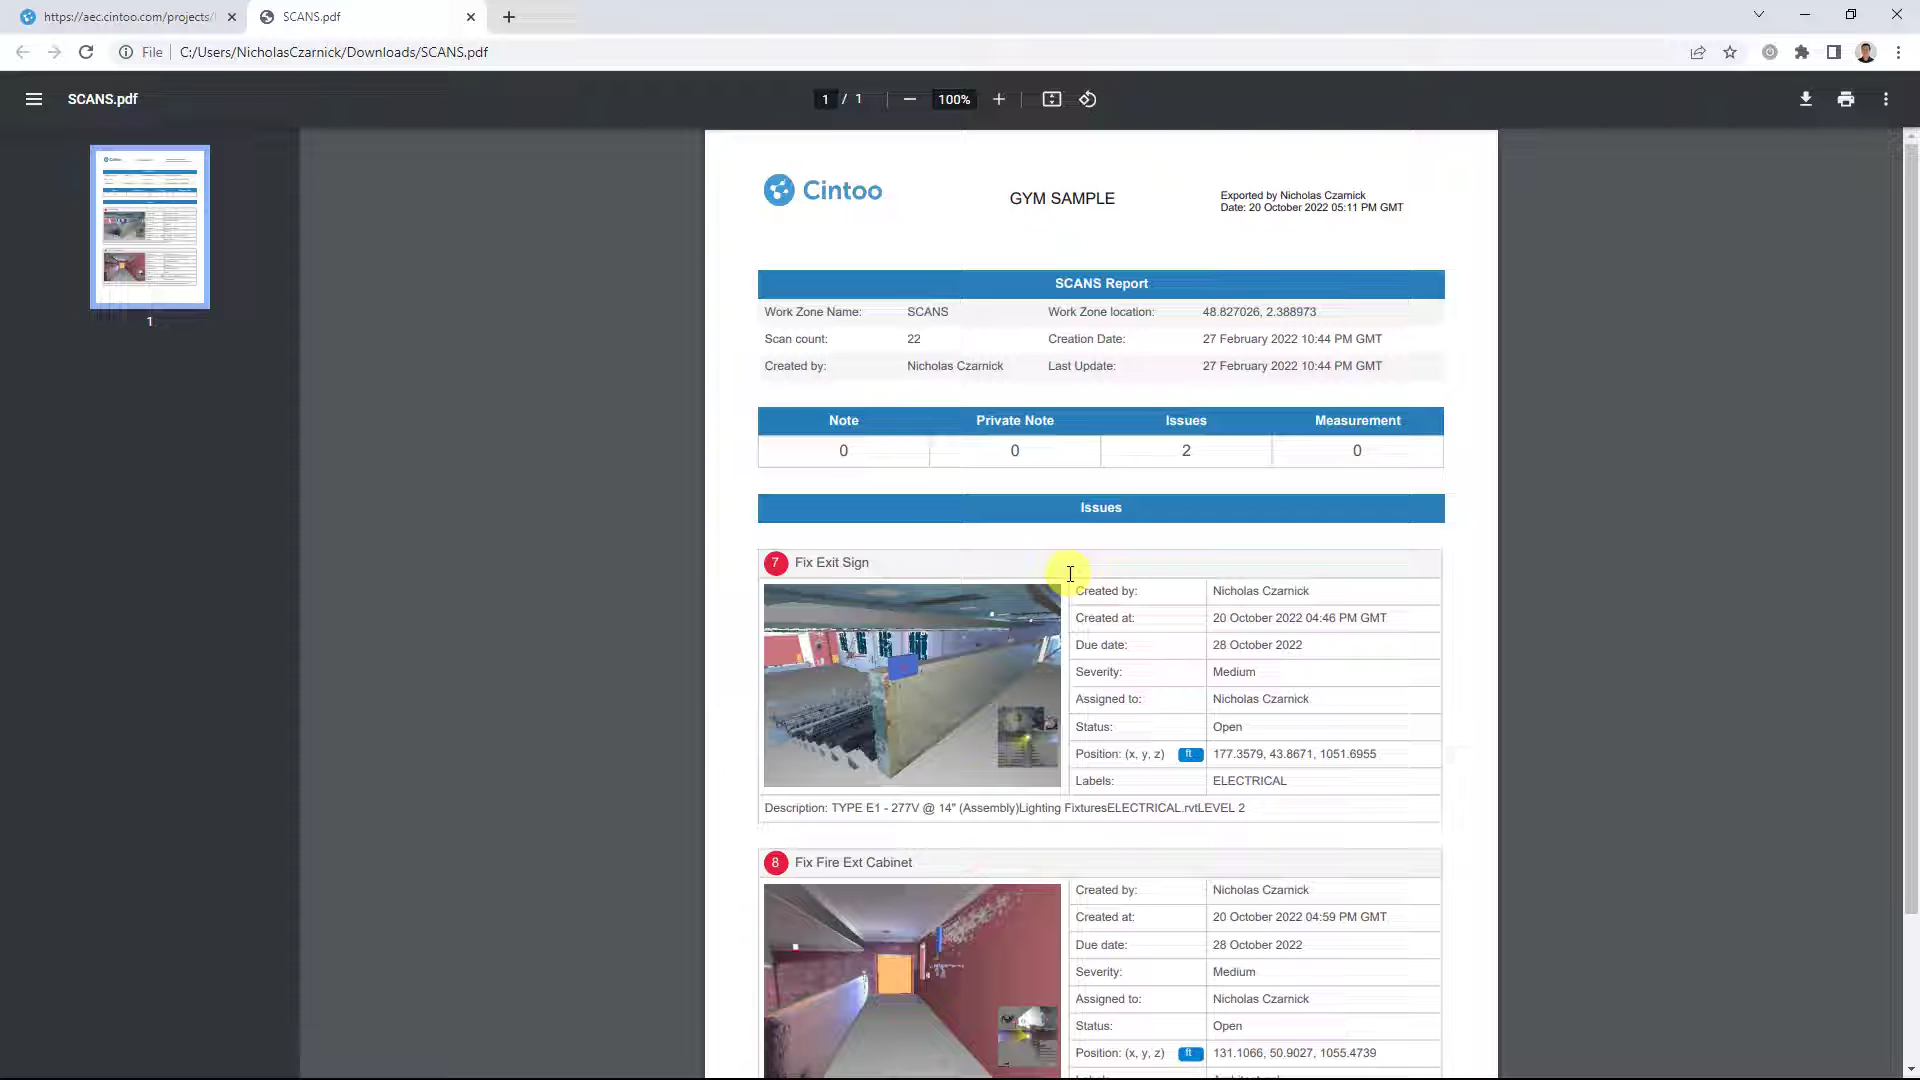 https://aec.cintoo.com/projects/
SCANS.pdf
File
C:/Users/NicholasCzarnick/Downloads/SCANS.pdf
SCANS.pdf
1 / 1
100%
1
Cintoo
GYM SAMPLE
Exported by Nicholas Czarnick
Date: 20 October 2022 05:11 PM GMT
SCANS Report
Work Zone Name: SCANS Work Zone location: 48.827026, 2.388973
Scan count: 22 Creation Date: 27 February 2022 10:44 PM GMT
Created by: Nicholas Czarnick Last Update: 27 February 2022 10:44 PM GMT
Note Private Note Issues Measurement
0 0 2 0
Issues
7 Fix Exit Sign
Created by: Nicholas Czarnick
Created at: 20 October 2022 04:46 PM GMT
Due date: 28 October 2022
Severity: Medium
Assigned to: Nicholas Czarnick
Status: Open
Position: (x, y, z) ft 177.3579, 43.8671, 1051.6955
Labels: ELECTRICAL
Description: TYPE E1 - 277V @ 14" (Assembly)Lighting FixturesELECTRICAL.rvtLEVEL 2
8 Fix Fire Ext Cabinet
Created by: Nicholas Czarnick
Created at: 20 October 2022 04:59 PM GMT
Due date: 28 October 2022
Severity: Medium
Assigned to: Nicholas Czarnick
Status: Open
Position: (x, y, z) ft 131.1066, 50.9027, 1055.4739